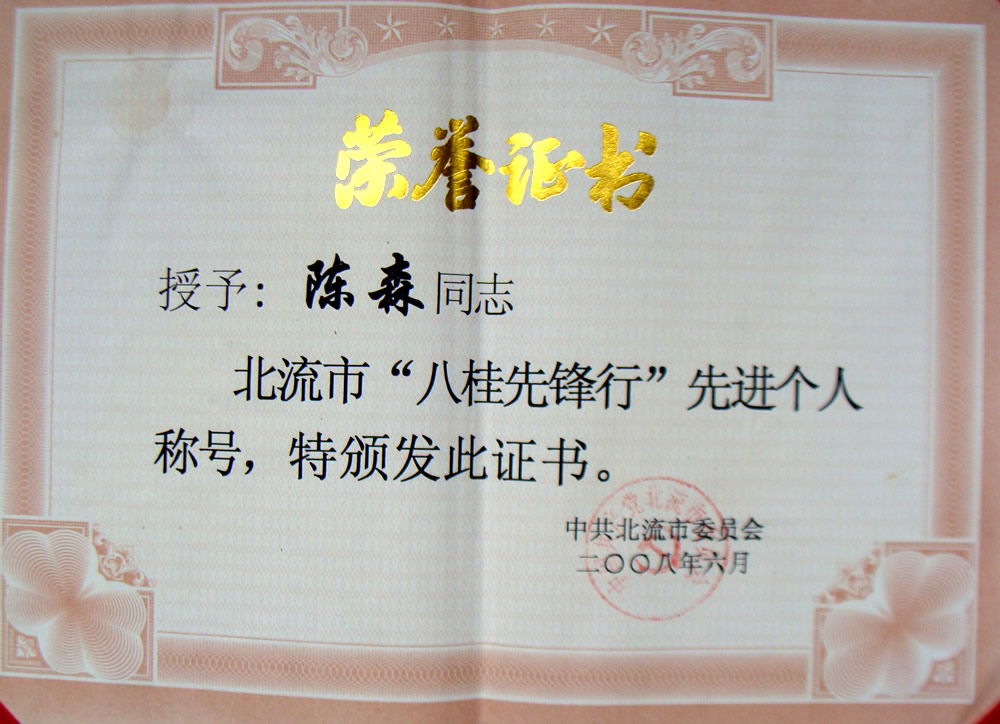 荣誉证书
授予：陈森同志
北流市“八桂先锋行”先进个人
称号，特颁发此证书。
中共北流市委员会
二〇〇八年六月